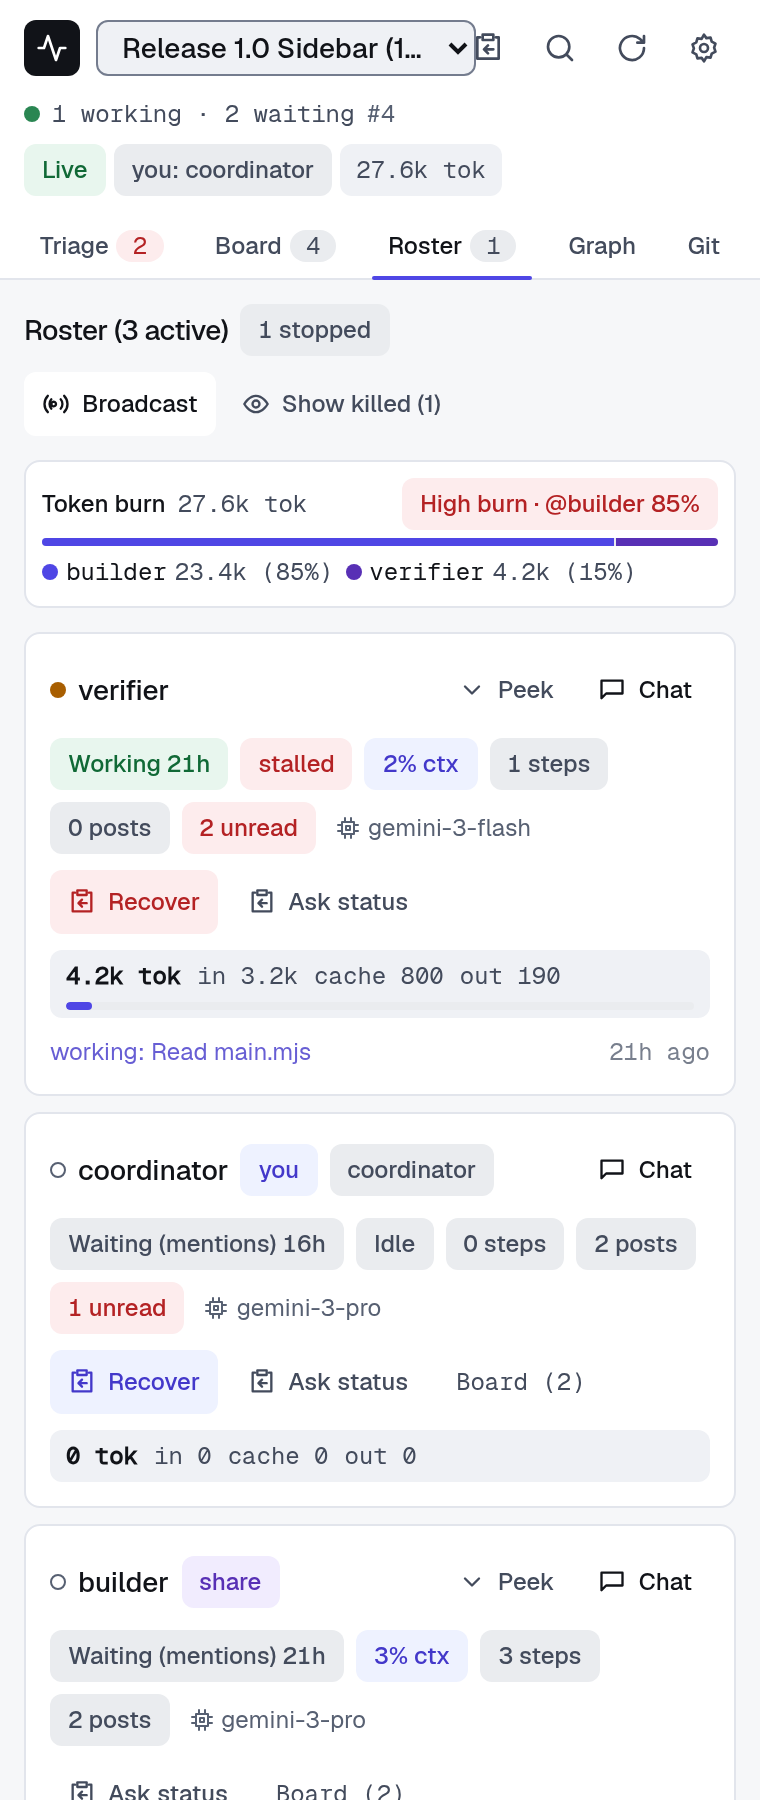 Release 1.0 Sidebar (1...
1 working · 2 waiting #4
Live you: coordinator 27.6k tok
Triage 2 Board 4 Roster 1 Graph Git
Roster (3 active) 1 stopped
Broadcast Show killed (1)
Token burn 27.6k tok High burn · @builder 85%
builder 23.4k (85%) verifier 4.2k (15%)
verifier Peek Chat
Working 21h stalled 2% ctx 1 steps
0 posts 2 unread gemini-3-flash
Recover Ask status
4.2k tok in 3.2k cache 800 out 190
working: Read main.mjs 21h ago
coordinator you coordinator Chat
Waiting (mentions) 16h Idle 0 steps 2 posts
1 unread gemini-3-pro
Recover Ask status Board (2)
0 tok in 0 cache 0 out 0
builder share Peek Chat
Waiting (mentions) 21h 3% ctx 3 steps
2 posts gemini-3-pro
Ask status Board (2)